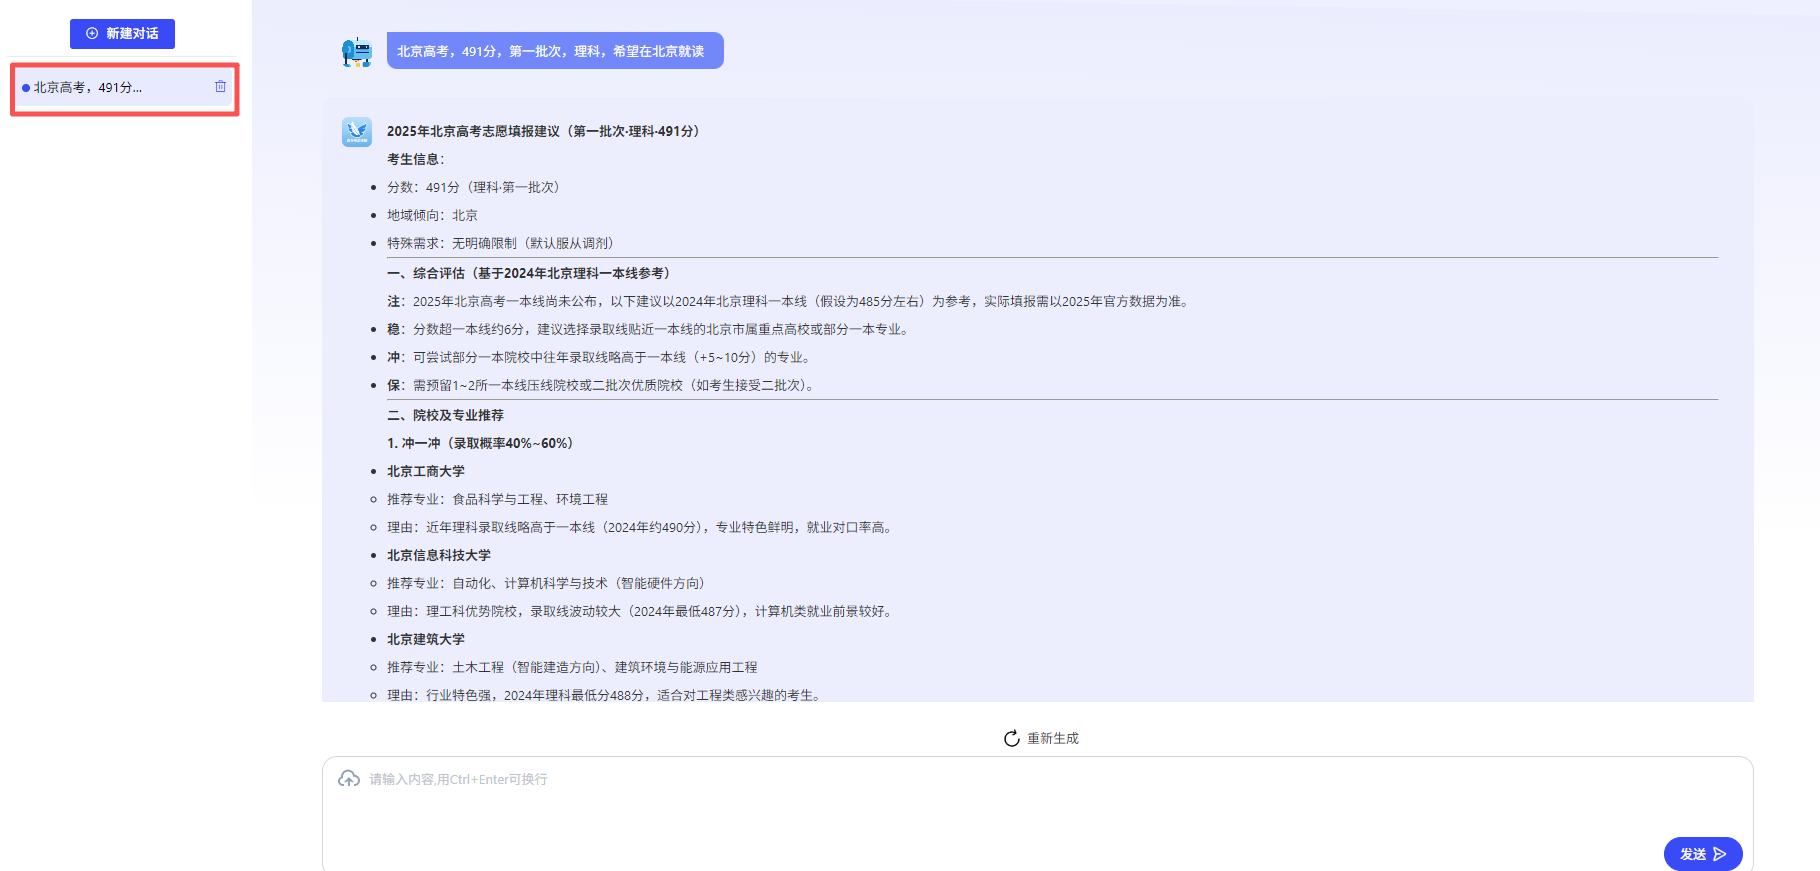 新建对话
北京高考，491分...
北京高考，491分，第一批次，理科，希望在北京就读
2025年北京高考志愿填报建议（第一批次·理科·491分）
考生信息：
分数：491分（理科·第一批次）
地域倾向：北京
特殊需求：无明确限制（默认服从调剂）
一、综合评估（基于2024年北京理科一本线参考）
注：2025年北京高考一本线尚未公布，以下建议以2024年北京理科一本线（假设为485分左右）为参考，实际填报需以2025年官方数据为准。
稳：分数超一本线约6分，建议选择录取线贴近一本线的北京市属重点高校或部分一本专业。
冲：可尝试部分一本院校中往年录取线略高于一本线（+5~10分）的专业。
保：需预留1~2所一本线压线院校或二批次优质院校（如考生接受二批次）。
二、院校及专业推荐
1. 冲一冲（录取概率40%~60%）
北京工商大学
推荐专业：食品科学与工程、环境工程
理由：近年理科录取线略高于一本线（2024年约490分），专业特色鲜明，就业对口率高。
北京信息科技大学
推荐专业：自动化、计算机科学与技术（智能硬件方向）
理由：理工科优势院校，录取线波动较大（2024年最低487分），计算机类就业前景较好。
北京建筑大学
推荐专业：土木工程（智能建造方向）、建筑环境与能源应用工程
理由：行业特色强，2024年理科最低分488分，适合对工程类感兴趣的考生。
重新生成
请输入内容,用Ctrl+Enter可换行
发送